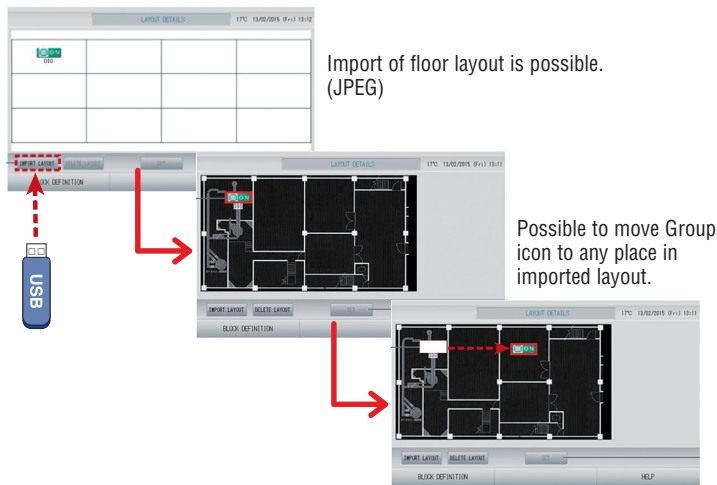 LAYOUT DETAILS
17°C 13/02/2015 (Fri) 13:12
ON
Import of floor layout is possible.
(JPEG)
IMPORT LAYOUT
DELETE LAYOUT
SET
BLOCK DEFINITION
LAYOUT DETAILS
17°C 13/02/2015 (Fri) 13:11
ON
USB
Possible to move Group
icon to any place in
imported layout.
IMPORT LAYOUT
DELETE LAYOUT
SET
BLOCK DEFINITION
LAYOUT DETAILS
17°C 13/02/2015 (Fri) 13:11
ON
IMPORT LAYOUT
DELETE LAYOUT
SET
BLOCK DEFINITION
HELP